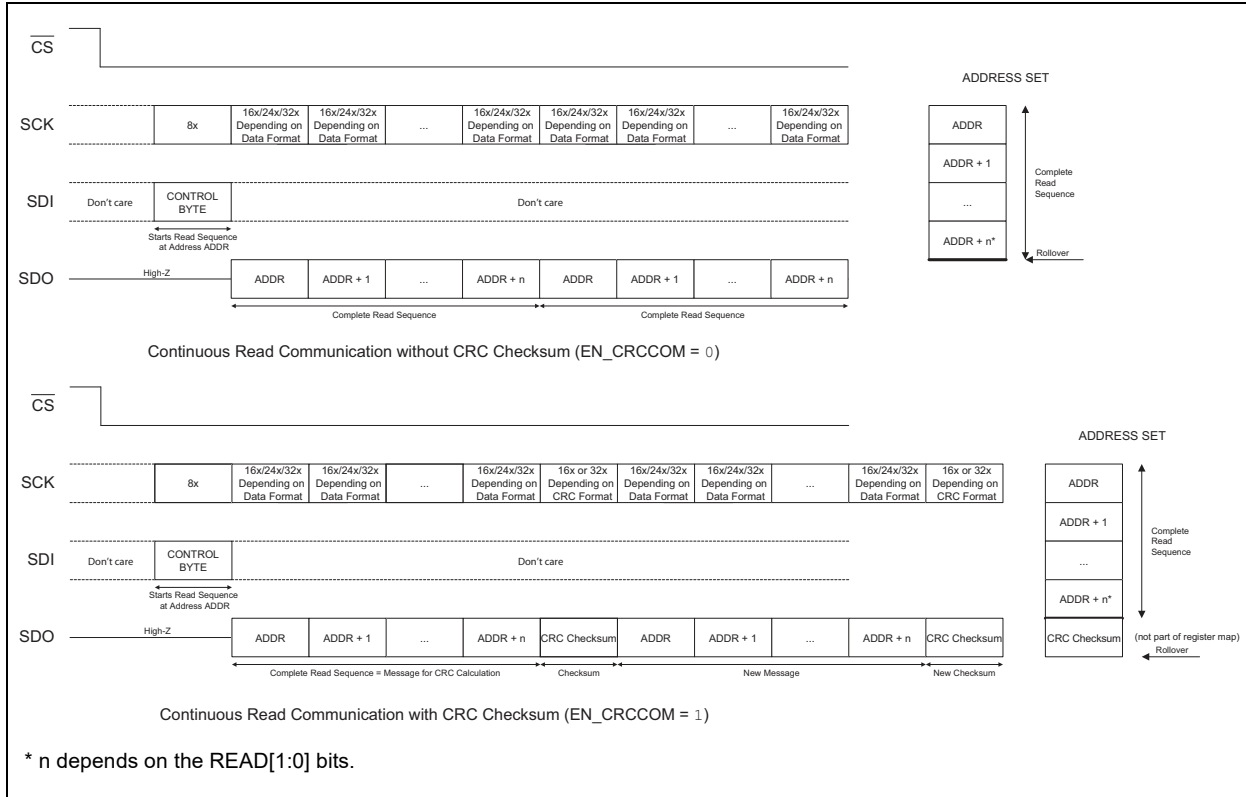 CS
ADDRESS SET
SCK
8x
16x/24x/32x
Depending on
Data Format
16x/24x/32x
Depending on
Data Format
...
16x/24x/32x
Depending on
Data Format
16x/24x/32x
Depending on
Data Format
16x/24x/32x
Depending on
Data Format
...
16x/24x/32x
Depending on
Data Format
ADDR
ADDR + 1
...
ADDR + n*
Complete
Read
Sequence
Rollover
SDI
Don't care
CONTROL
BYTE
Don't care
Starts Read Sequence
at Address ADDR
SDO
High-Z
ADDR
ADDR + 1
...
ADDR + n
ADDR
ADDR + 1
...
ADDR + n
Complete Read Sequence
Complete Read Sequence
Continuous Read Communication without CRC Checksum (EN_CRCCOM = 0)
CS
ADDRESS SET
SCK
8x
16x/24x/32x
Depending on
Data Format
16x/24x/32x
Depending on
Data Format
...
16x/24x/32x
Depending on
Data Format
16x or 32x
Depending on
CRC Format
16x/24x/32x
Depending on
Data Format
16x/24x/32x
Depending on
Data Format
...
16x/24x/32x
Depending on
Data Format
16x or 32x
Depending on
CRC Format
ADDR
ADDR + 1
...
ADDR + n*
CRC Checksum
Complete
Read
Sequence
(not part of register map)
Rollover
SDI
Don't care
CONTROL
BYTE
Don't care
Starts Read Sequence
at Address ADDR
SDO
High-Z
ADDR
ADDR + 1
...
ADDR + n
CRC Checksum
ADDR
ADDR + 1
...
ADDR + n
CRC Checksum
Complete Read Sequence = Message for CRC Calculation
Checksum
New Message
New Checksum
Continuous Read Communication with CRC Checksum (EN_CRCCOM = 1)
* n depends on the READ[1:0] bits.